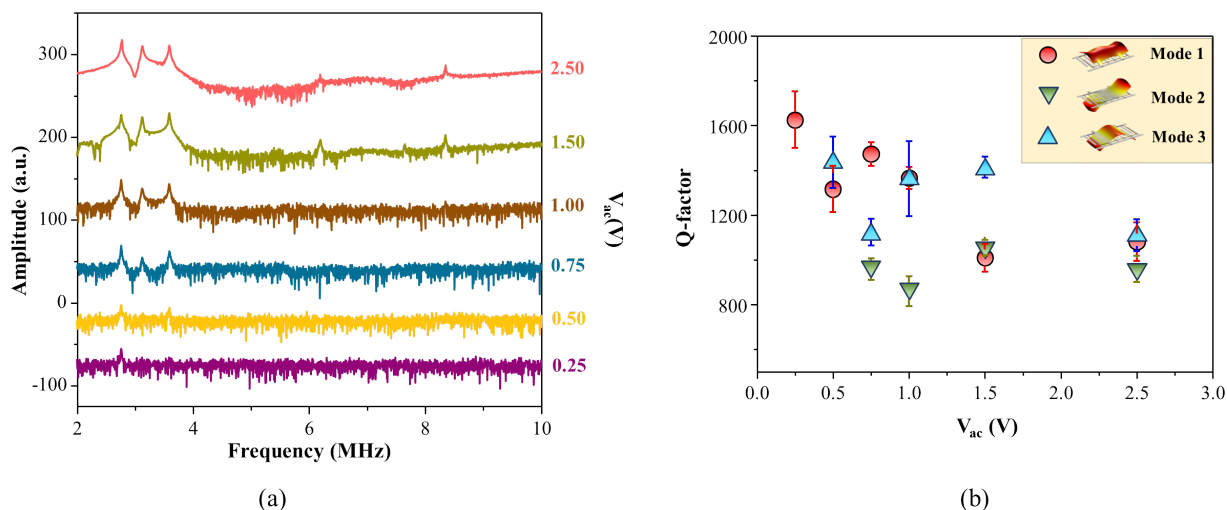 300
200
100
0
-100
Amplitude (a.u.)
2
4
6
8
10
Frequency (MHz)
2.50
1.50
1.00
0.75
0.50
0.25
V_ac(V)
(a)
2000
1600
1200
800
Q-factor
0.0
0.5
1.0
1.5
2.0
2.5
3.0
V_ac (V)
Mode 1
Mode 2
Mode 3
(b)